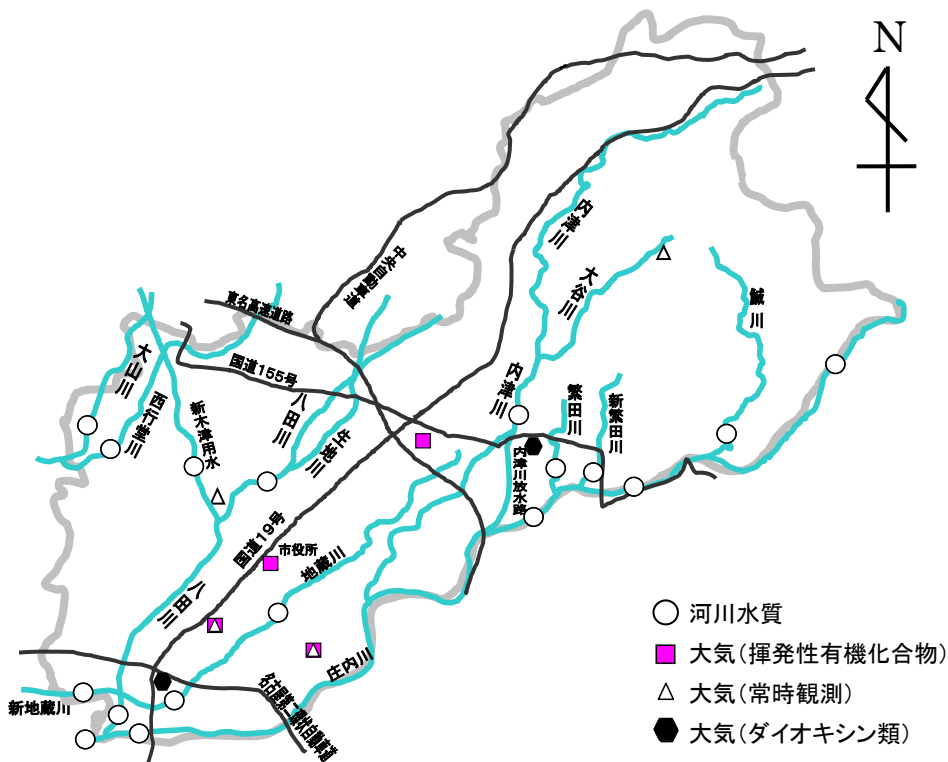 N
内津川
中央自動車道
大谷川
鯎川
東名高速道路
大山川
国道155号
西行堂川
八田川
内津川
繁田川
新繁田川
新木津用水
生地川
内津川放水路
国道19号
市役所
地蔵川
八田川
庄内川
新地蔵川
河川水質
大気(揮発性有機化合物)
大気(常時観測)
大気(ダイオキシン類)